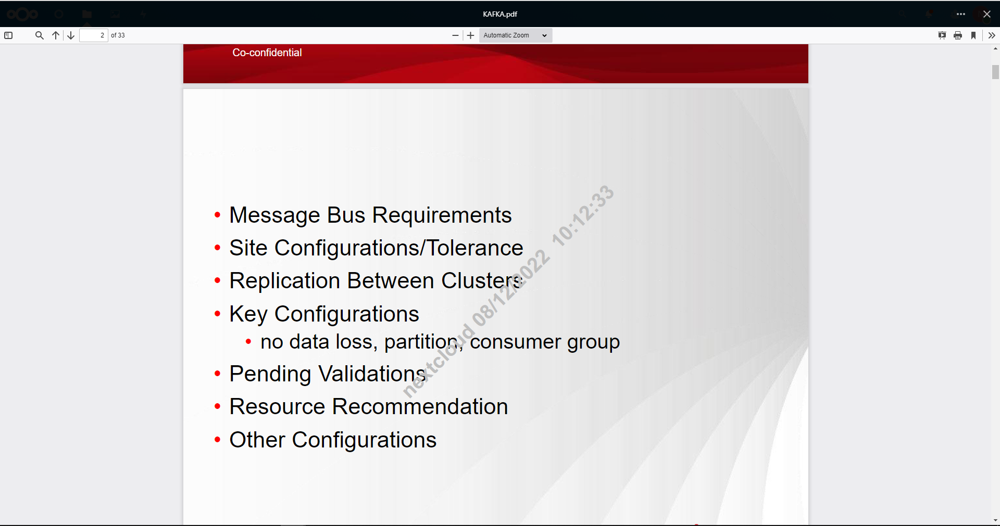 KAFKA.pdf
2 of 33
Automatic Zoom
Co-confidential
• Message Bus Requirements
• Site Configurations/Tolerance
• Replication Between Clusters
• Key Configurations
• no data loss, partition, consumer group
• Pending Validations
• Resource Recommendation
• Other Configurations
nextcloud 08/12/2022 10:12:33